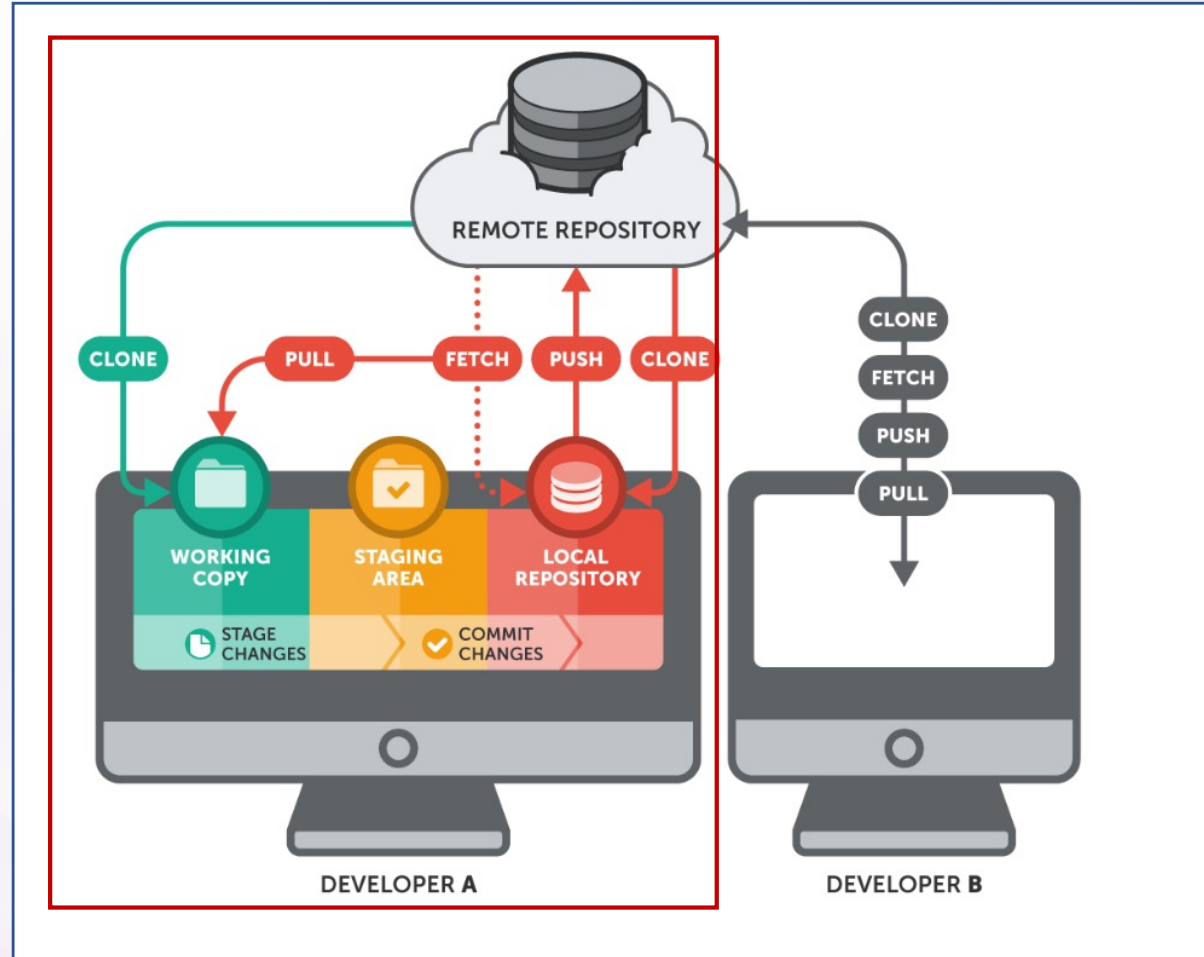 REMOTE REPOSITORY
CLONE
PULL
FETCH
PUSH
CLONE
CLONE
FETCH
PUSH
PULL
WORKING
COPY
STAGING
AREA
LOCAL
REPOSITORY
STAGE
CHANGES
COMMIT
CHANGES
DEVELOPER A
DEVELOPER B